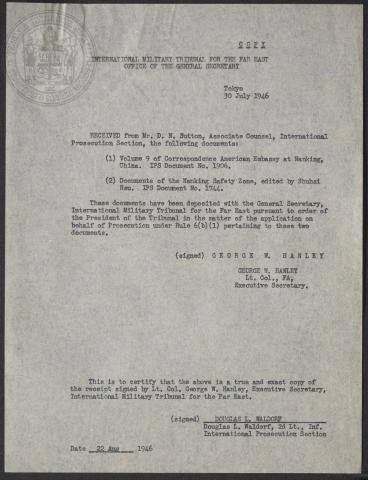 COPY
INTERNATIONAL MILITARY TRIBUNAL FOR THE FAR EAST
OFFICE OF THE GENERAL SECRETARY
Tokyo
30 July 1946
RECEIVED from Mr. D. N. Sutton, Associate Counsel, International
Prosecution Section, the following documents:
(1) Volume 9 of Correspondence American Embassy at Nanking,
China. IPS Document No. 1906.
(2) Documents of the Nanking Safety Zone, edited by Shuhsi
Hsu. IPS Document No. 1744.
These documents have been deposited with the General Secretary,
International Military Tribunal for the Far East pursuant to order of
the President of the Tribunal in the matter of the application on
behalf of Prosecution under Rule 6(b)(1) pertaining to these two
documents.
(signed) GEORGE W. HANLEY
GEORGE W. HANLEY
Lt. Col., FA,
Executive Secretary.
This is to certify that the above is a true and exact copy of
the receipt signed by Lt. Col. George W. Hanley, Executive Secretary,
International Military Tribunal for the Far East.
(signed) DOUGLAS L. WALDORF
Douglas L. Waldorf, 2d Lt., Inf.
International Prosecution Section
Date 22 Aug 1946